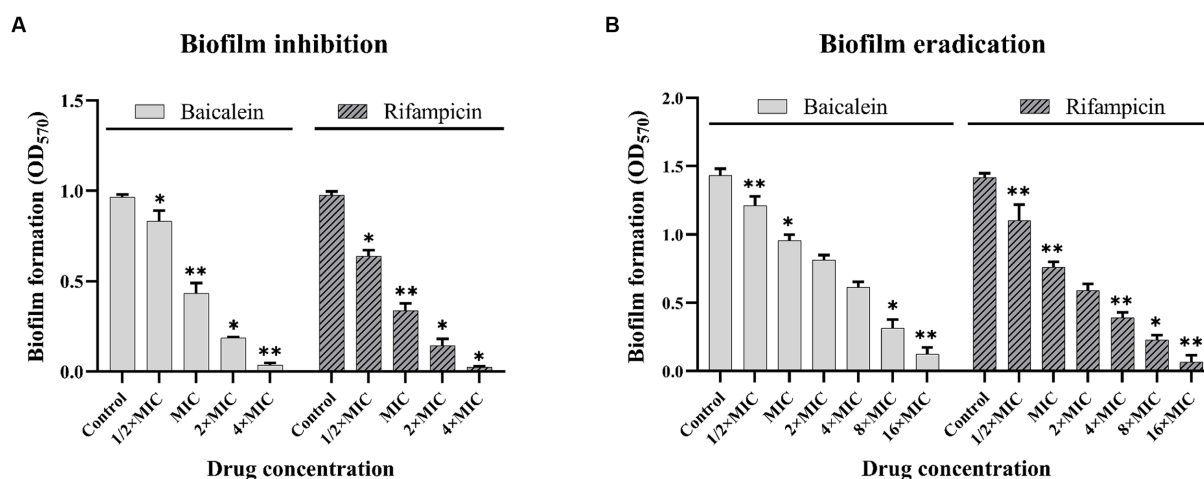 A
Biofilm inhibition
Biofilm formation (OD570)
1.5
1.0
0.5
0.0
Baicalein
Rifampicin
*
**
*
**
*
**
*
*
Control
1/2×MIC
MIC
2×MIC
4×MIC
Control
1/2×MIC
MIC
2×MIC
4×MIC
Drug concentration
B
Biofilm eradication
Biofilm formation (OD570)
2.0
1.5
1.0
0.5
0.0
Baicalein
Rifampicin
**
*
*
**
**
**
**
*
**
Control
1/2×MIC
MIC
2×MIC
4×MIC
8×MIC
16×MIC
Control
1/2×MIC
MIC
2×MIC
4×MIC
8×MIC
16×MIC
Drug concentration